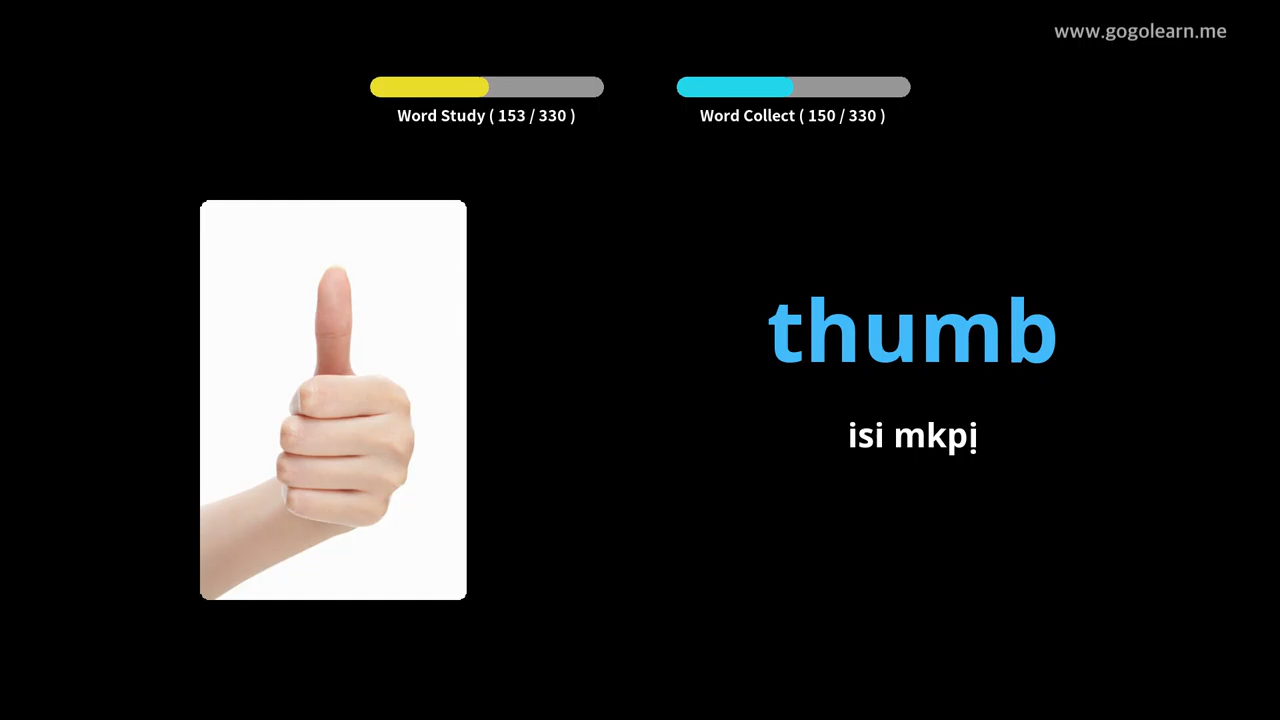 www.gogolearn.me
Word Study ( 153 / 330 )
Word Collect ( 150 / 330 )
thumb
isi mkpị